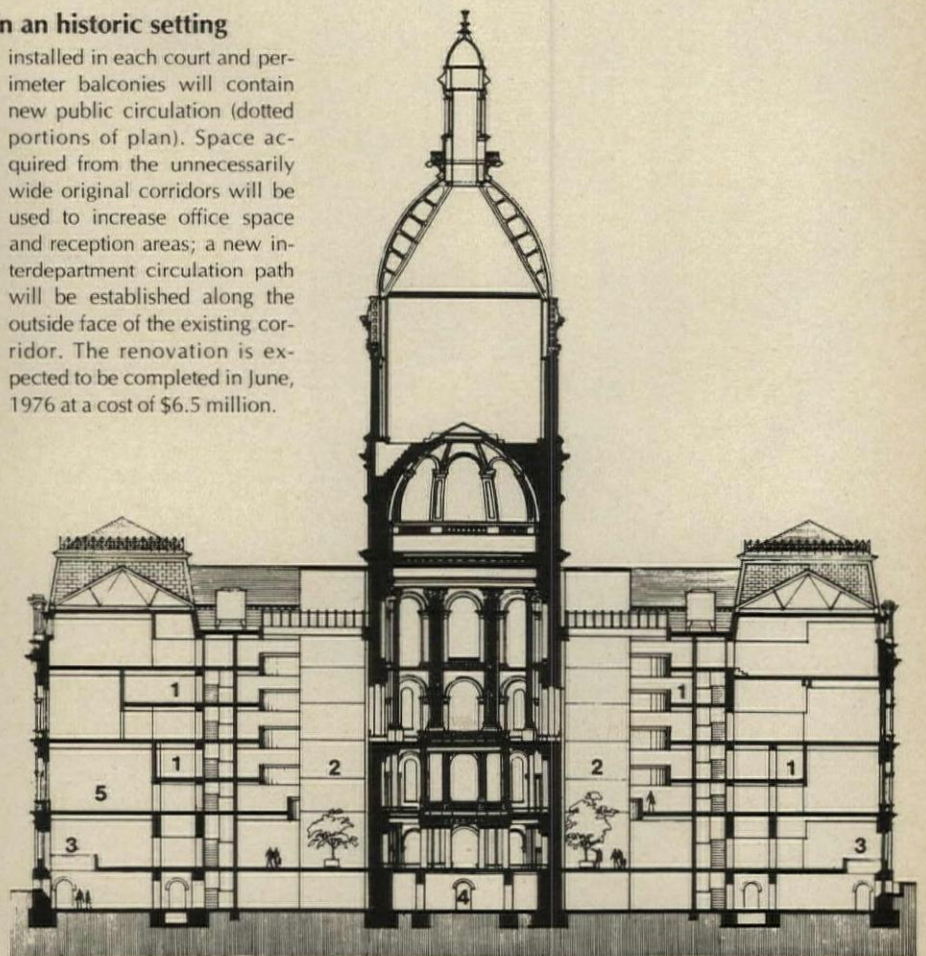 n an historic setting
installed in each court and per-
imeter balconies will contain
new public circulation (dotted
portions of plan). Space ac-
quired from the unnecessarily
wide original corridors will be
used to increase office space
and reception areas; a new in-
terdepartment circulation path
will be established along the
outside face of the existing cor-
ridor. The renovation is ex-
pected to be completed in June,
1976 at a cost of $6.5 million.
1
1
1
2
2
1
5
3
3
4